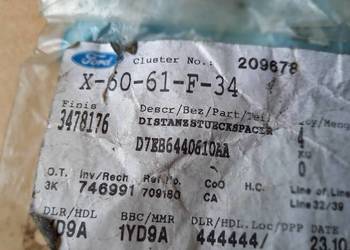 Ford
Cluster No.: 209678
X-60-61-F-34
Finis Descr/Bez/Part/Tei
3478176 DISTANZSTUECKSPACER 4
D7EB6440610AA KU
0
O.T. Inv/Rech Ref No. CoO H.C. Line of
3K 746991 709180 CA Line 32/39
DLR/HDL BBC/MMR DLR/HDL.Loc/DPP DATE
YD9A 1YD9A 444444/ 23.10